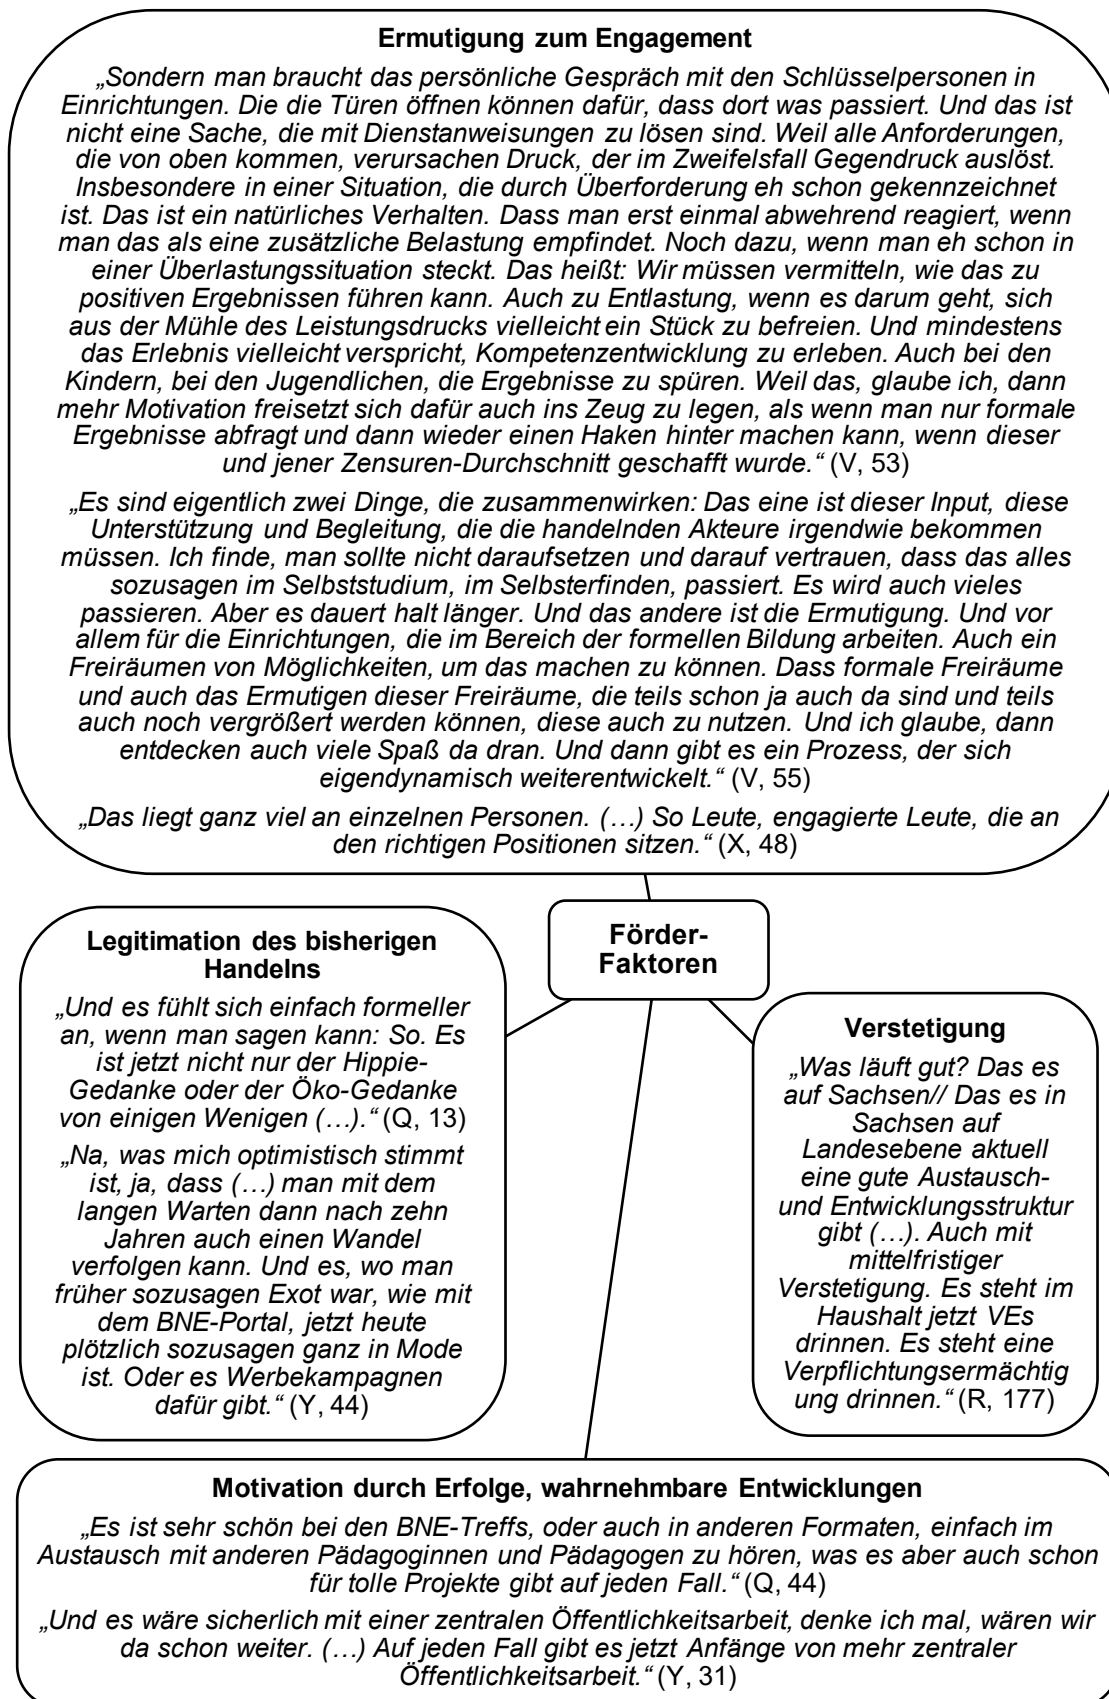 Ermutigung zum Engagement
„Sondern man braucht das persönliche Gespräch mit den Schlüsselpersonen in
Einrichtungen. Die die Türen öffnen können dafür, dass dort was passiert. Und das ist
nicht eine Sache, die mit Dienstanweisungen zu lösen sind. Weil alle Anforderungen,
die von oben kommen, verursachen Druck, der im Zweifelsfall Gegendruck auslöst.
Insbesondere in einer Situation, die durch Überforderung eh schon gekennzeichnet
ist. Das ist ein natürliches Verhalten. Dass man erst einmal abwehrend reagiert, wenn
man das als eine zusätzliche Belastung empfindet. Noch dazu, wenn man eh schon in
einer Überlastungssituation steckt. Das heißt: Wir müssen vermitteln, wie das zu
positiven Ergebnissen führen kann. Auch zu Entlastung, wenn es darum geht, sich
aus der Mühle des Leistungsdrucks vielleicht ein Stück zu befreien. Und mindestens
das Erlebnis vielleicht verspricht, Kompetenzentwicklung zu erleben. Auch bei den
Kindern, bei den Jugendlichen, die Ergebnisse zu spüren. Weil das, glaube ich, dann
mehr Motivation freisetzt sich dafür auch ins Zeug zu legen, als wenn man nur formale
Ergebnisse abfragt und dann wieder einen Haken hinter machen kann, wenn dieser
und jener Zensuren-Durchschnitt geschafft wurde.“ (V, 53)
„Es sind eigentlich zwei Dinge, die zusammenwirken: Das eine ist dieser Input, diese
Unterstützung und Begleitung, die die handelnden Akteure irgendwie bekommen
müssen. Ich finde, man sollte nicht daraufsetzen und darauf vertrauen, dass das alles
sozusagen im Selbststudium, im Selbsterfinden, passiert. Es wird auch vieles
passieren. Aber es dauert halt länger. Und das andere ist die Ermutigung. Und vor
allem für die Einrichtungen, die im Bereich der formellen Bildung arbeiten. Auch ein
Freiräumen von Möglichkeiten, um das machen zu können. Dass formale Freiräume
und auch das Ermutigen dieser Freiräume, die teils schon ja auch da sind und teils
auch noch vergrößert werden können, diese auch zu nutzen. Und ich glaube, dann
entdecken auch viele Spaß da dran. Und dann gibt es ein Prozess, der sich
eigendynamisch weiterentwickelt.“ (V, 55)
„Das liegt ganz viel an einzelnen Personen. (…) So Leute, engagierte Leute, die an
den richtigen Positionen sitzen.“ (X, 48)
Förder-
Faktoren
Legitimation des bisherigen
Handelns
„Und es fühlt sich einfach formeller
an, wenn man sagen kann: So. Es
ist jetzt nicht nur der Hippie-
Gedanke oder der Öko-Gedanke
von einigen Wenigen (…).“ (Q, 13)
„Na, was mich optimistisch stimmt
ist, ja, dass (…) man mit dem
langen Warten dann nach zehn
Jahren auch einen Wandel
verfolgen kann. Und es, wo man
früher sozusagen Exot war, wie mit
dem BNE-Portal, jetzt heute
plötzlich sozusagen ganz in Mode
ist. Oder es Werbekampagnen
dafür gibt.“ (Y, 44)
Verstetigung
„Was läuft gut? Das es
auf Sachsen// Das es in
Sachsen auf
Landesebene aktuell
eine gute Austausch-
und Entwicklungsstruktur
gibt (…). Auch mit
mittelfristiger
Verstetigung. Es steht im
Haushalt jetzt VEs
drinnen. Es steht eine
Verpflichtungsermächtig
ung drinnen.“ (R, 177)
Motivation durch Erfolge, wahrnehmbare Entwicklungen
„Es ist sehr schön bei den BNE-Treffs, oder auch in anderen Formaten, einfach im
Austausch mit anderen Pädagoginnen und Pädagogen zu hören, was es aber auch schon
für tolle Projekte gibt auf jeden Fall.“ (Q, 44)
„Und es wäre sicherlich mit einer zentralen Öffentlichkeitsarbeit, denke ich mal, wären wir
da schon weiter. (…) Auf jeden Fall gibt es jetzt Anfänge von mehr zentraler
Öffentlichkeitsarbeit.“ (Y, 31)